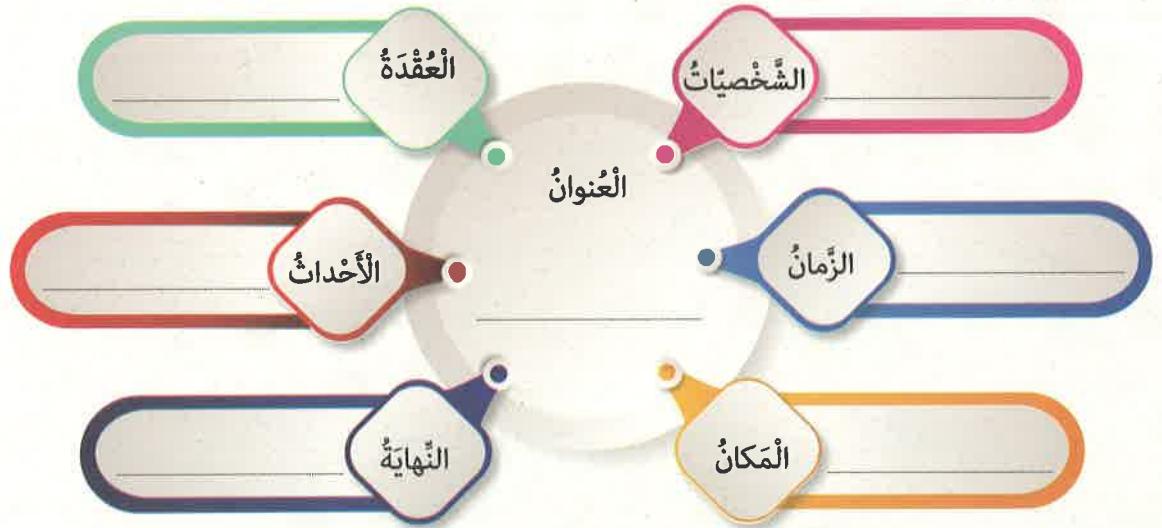 الْعُنوانُ
الشَّخْصيّاتُ
الزَّمانُ
الْمَكانُ
الْعُقْدَةُ
الْأَحْداثُ
النِّهايَةُ